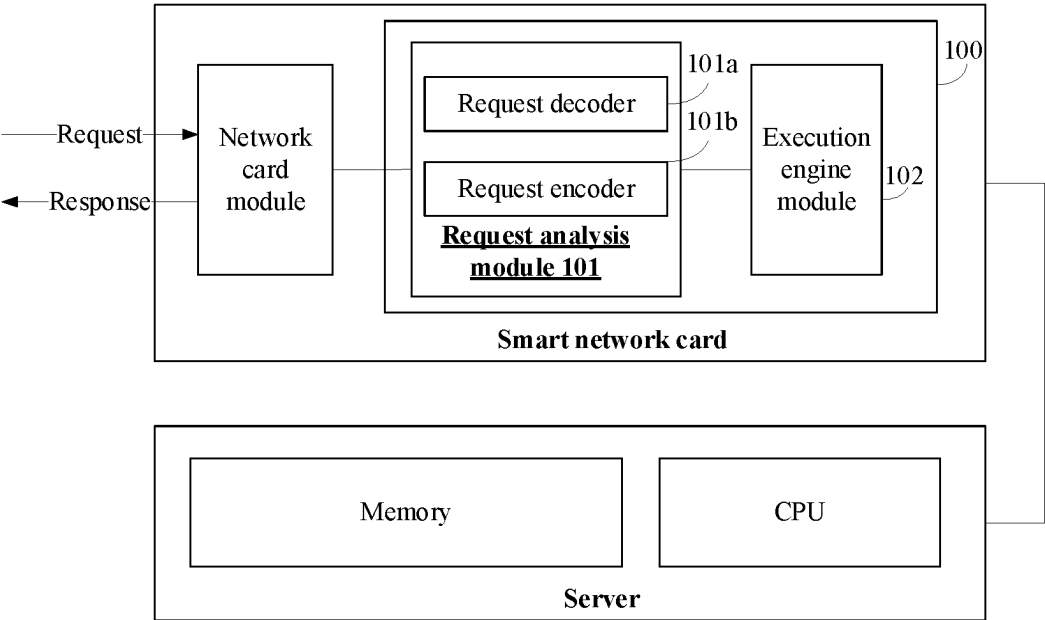 100
101a
Request decoder
101b
Request
Network
card
module
Execution
engine
module
102
Response
Request encoder
Request analysis
module 101
Smart network card
Memory
CPU
Server